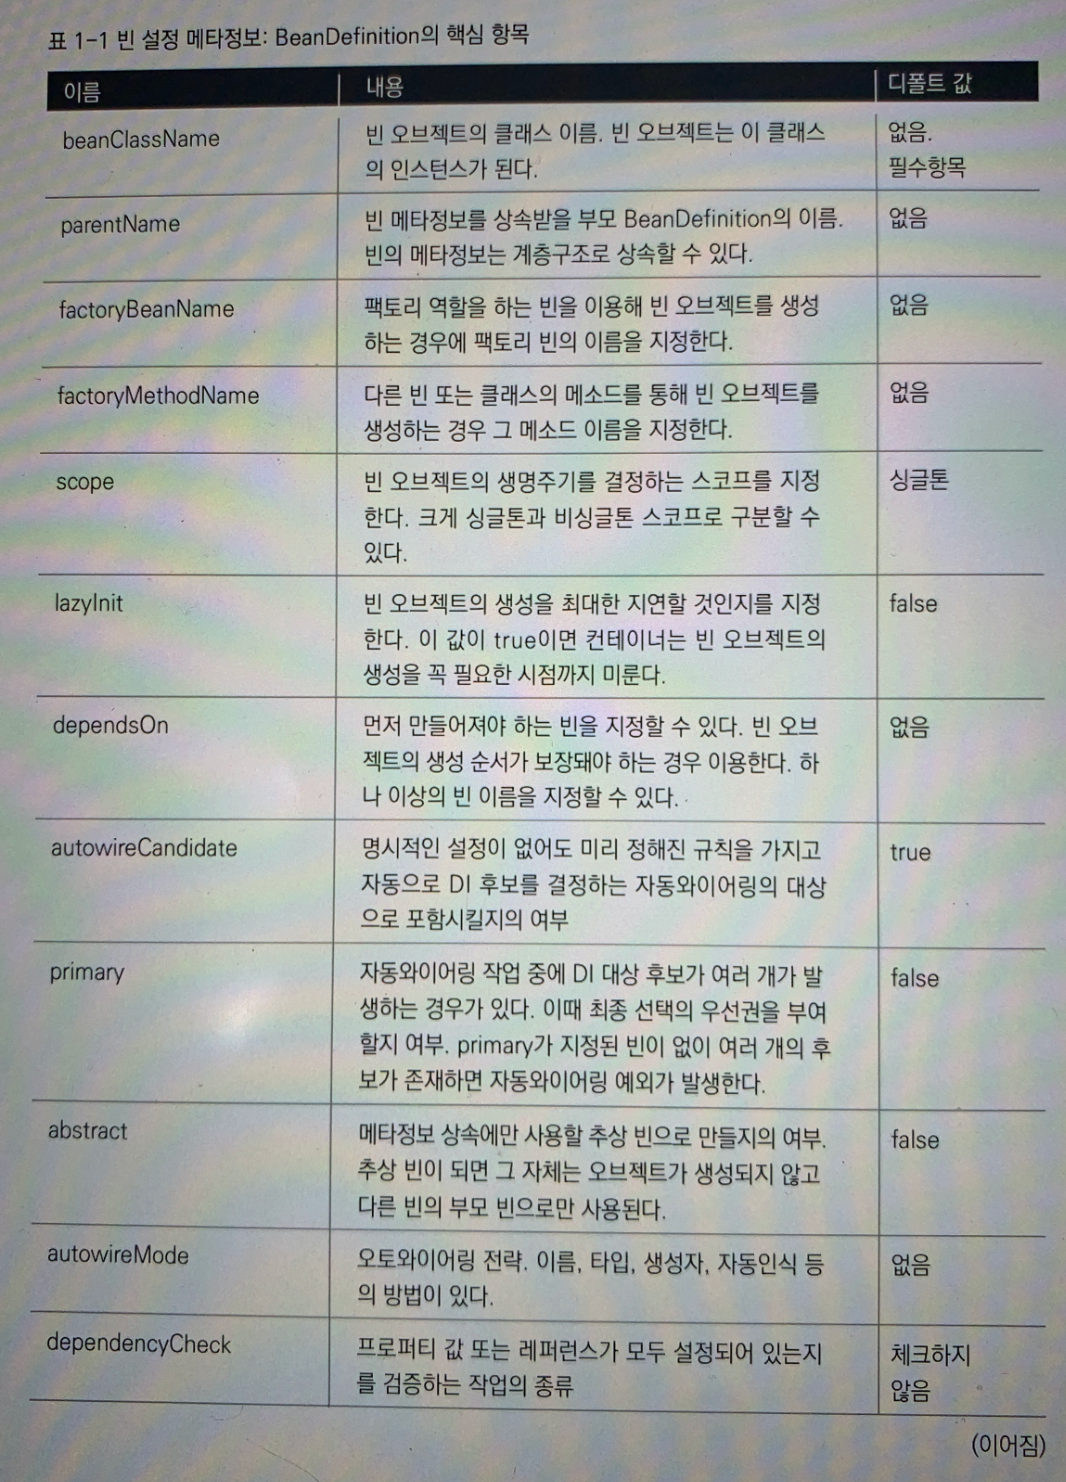 표 1-1 빈 설정 메타정보: BeanDefinition의 핵심 항목
이름 내용 디폴트 값
beanClassName 빈 오브젝트의 클래스 이름. 빈 오브젝트는 이 클래스 없음.
의 인스턴스가 된다. 필수항목
parentName 빈 메타정보를 상속받을 부모 BeanDefinition의 이름. 없음
빈의 메타정보는 계층구조로 상속할 수 있다.
factoryBeanName 팩토리 역할을 하는 빈을 이용해 빈 오브젝트를 생성 없음
하는 경우에 팩토리 빈의 이름을 지정한다.
factoryMethodName 다른 빈 또는 클래스의 메소드를 통해 빈 오브젝트를 없음
생성하는 경우 그 메소드 이름을 지정한다.
scope 빈 오브젝트의 생명주기를 결정하는 스코프를 지정 싱글톤
한다. 크게 싱글톤과 비싱글톤 스코프로 구분할 수
있다.
lazyInit 빈 오브젝트의 생성을 최대한 지연할 것인지를 지정 false
한다. 이 값이 true이면 컨테이너는 빈 오브젝트의
생성을 꼭 필요한 시점까지 미룬다.
dependsOn 먼저 만들어져야 하는 빈을 지정할 수 있다. 빈 오브 없음
젝트의 생성 순서가 보장돼야 하는 경우 이용한다. 하
나 이상의 빈 이름을 지정할 수 있다.
autowireCandidate 명시적인 설정이 없어도 미리 정해진 규칙을 가지고 true
자동으로 DI 후보를 결정하는 자동와이어링의 대상
으로 포함시킬지의 여부
primary 자동와이어링 작업 중에 DI 대상 후보가 여러 개가 발 false
생하는 경우가 있다. 이때 최종 선택의 우선권을 부여
할지 여부. primary가 지정된 빈이 없이 여러 개의 후
보가 존재하면 자동와이어링 예외가 발생한다.
abstract 메타정보 상속에만 사용할 추상 빈으로 만들지의 여부. false
추상 빈이 되면 그 자체는 오브젝트가 생성되지 않고
다른 빈의 부모 빈으로만 사용된다.
autowireMode 오토와이어링 전략. 이름, 타입, 생성자, 자동인식 등 없음
의 방법이 있다.
dependencyCheck 프로퍼티 값 또는 레퍼런스가 모두 설정되어 있는지 체크하지
를 검증하는 작업의 종류 않음
(이어짐)